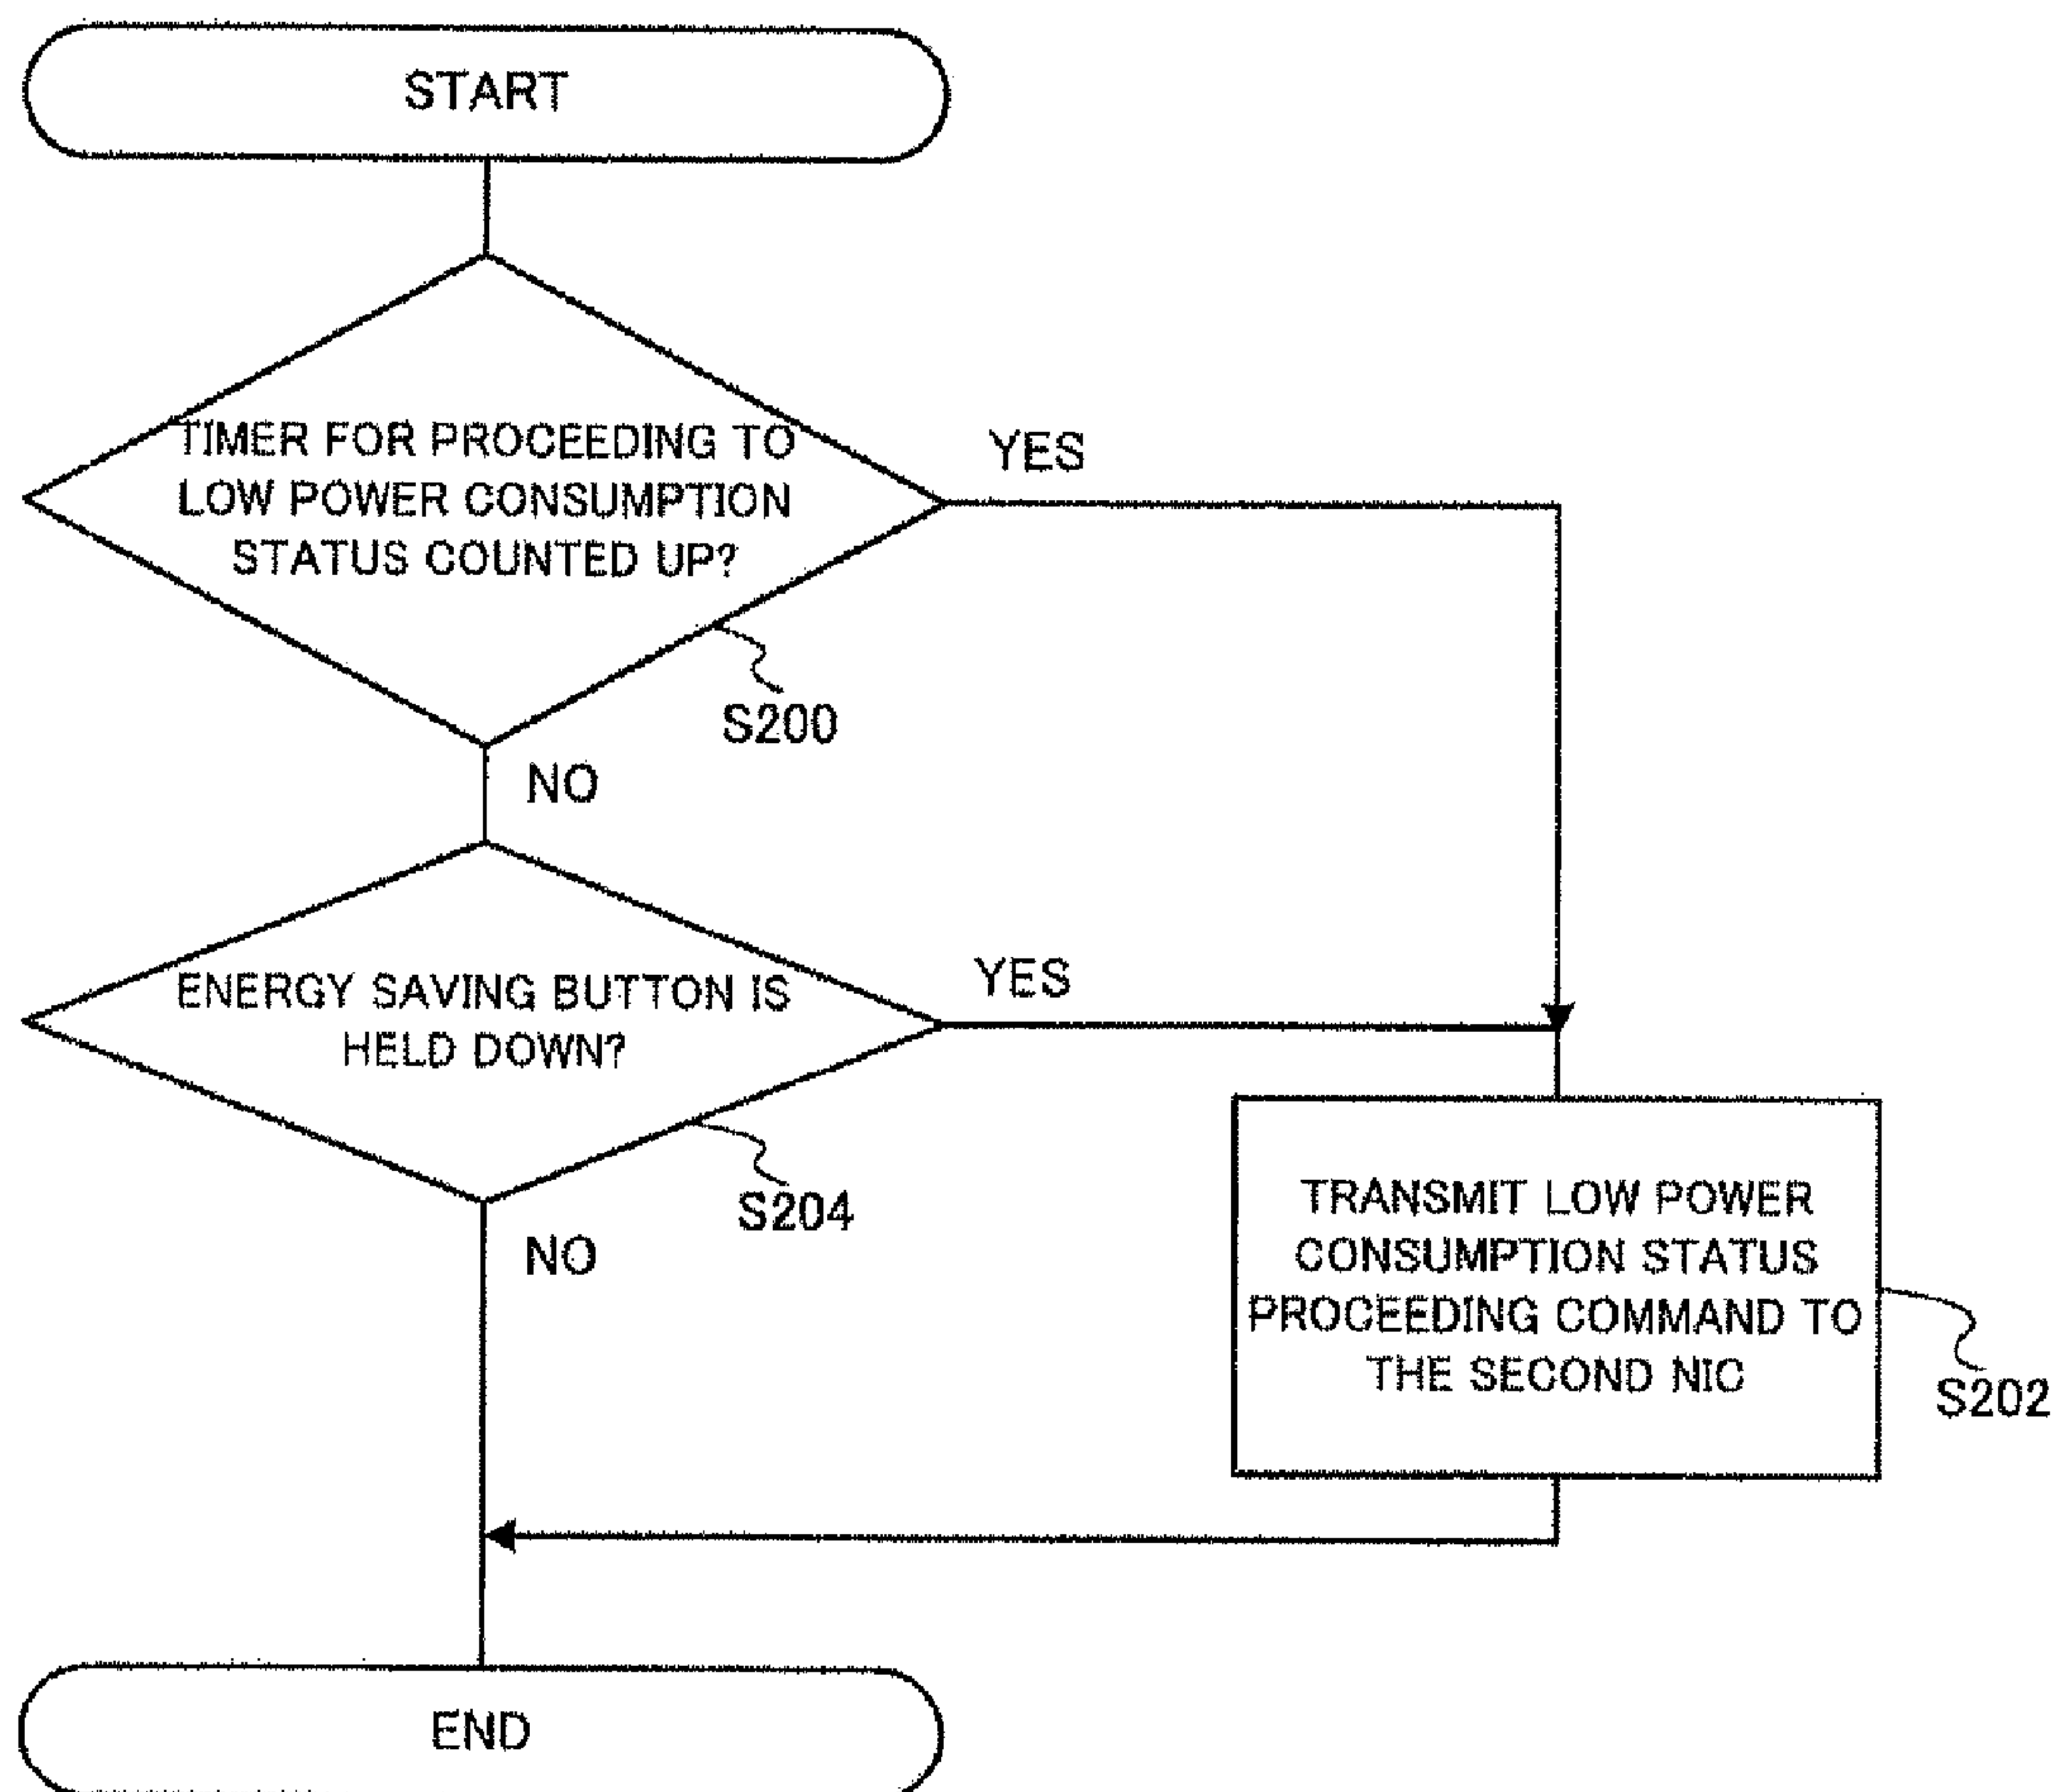 START
TIMER FOR PROCEEDING TO
LOW POWER CONSUMPTION
STATUS COUNTED UP?
YES
S200
NO
ENERGY SAVING BUTTON IS
HELD DOWN?
YES
S204
NO
TRANSMIT LOW POWER
CONSUMPTION STATUS
PROCEEDING COMMAND TO
THE SECOND NIC
S202
END